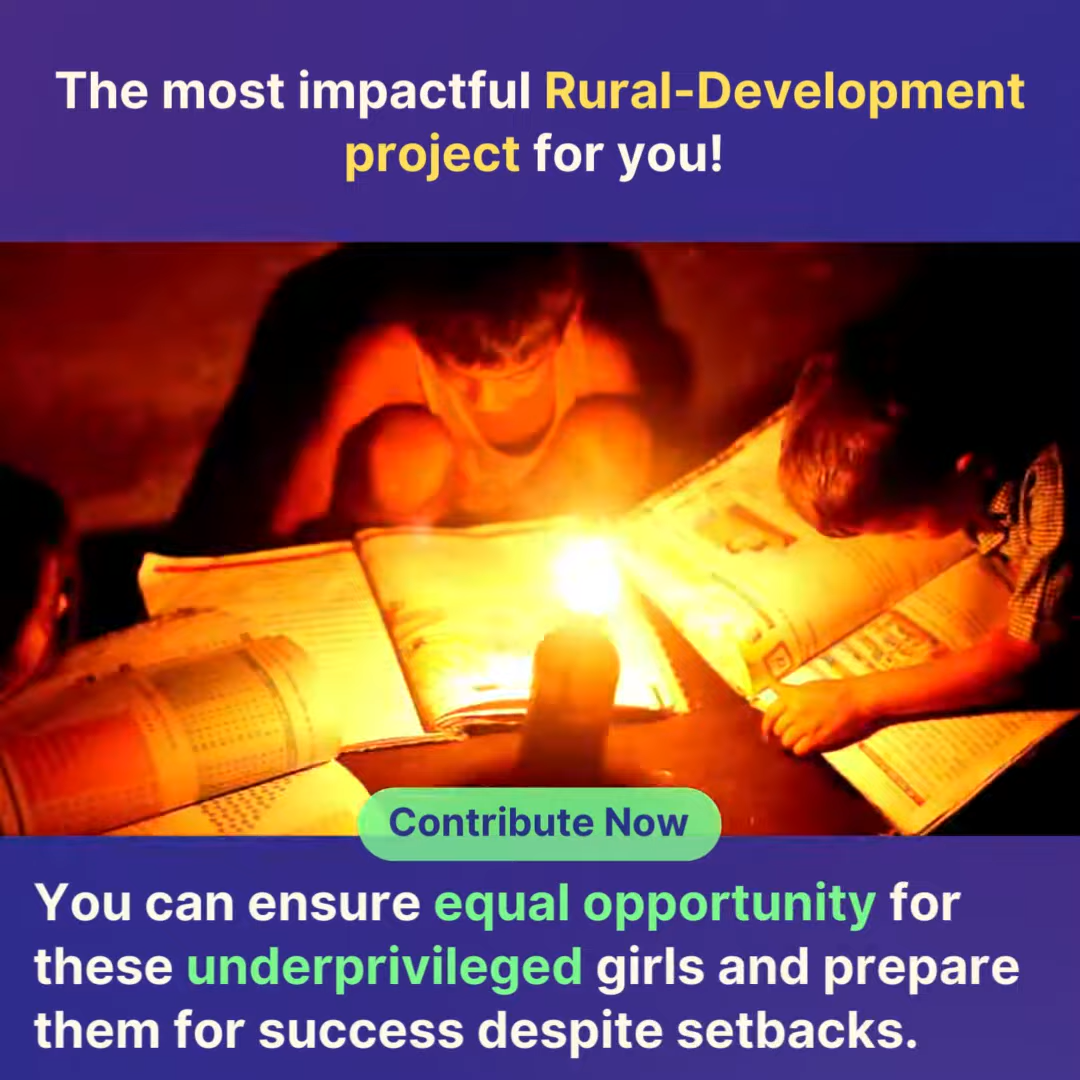 The most impactful Rural-Development
project for you!
Contribute Now
You can ensure equal opportunity for
these underprivileged girls and prepare
them for success despite setbacks.